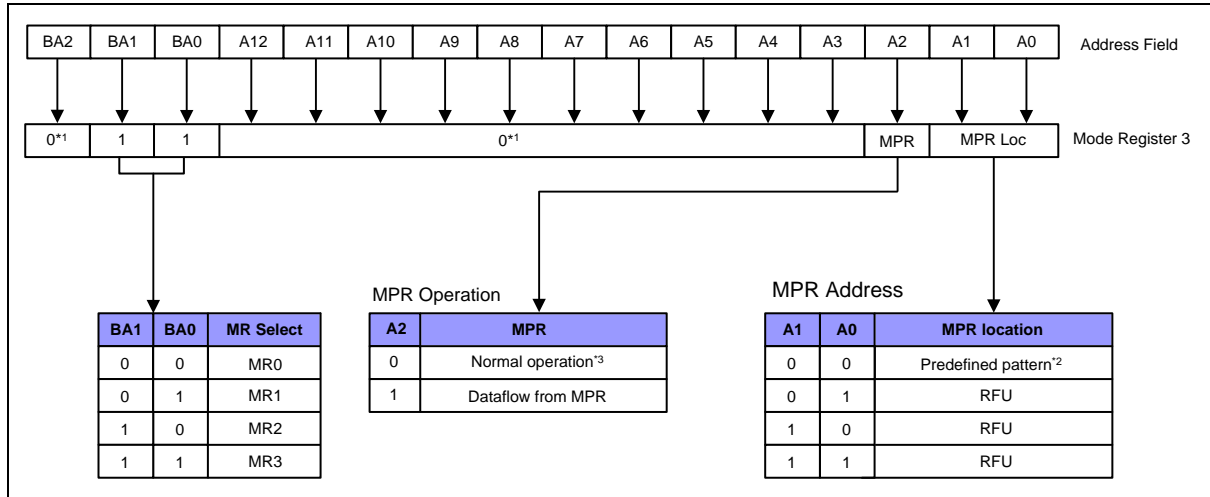 BA2 BA1 BA0 A12 A11 A10 A9 A8 A7 A6 A5 A4 A3 A2 A1 A0 Address Field
0*1 1 1 0*1 MPR MPR Loc Mode Register 3
MPR Operation
MPR Address
BA1 BA0 MR Select
0 0 MR0
0 1 MR1
1 0 MR2
1 1 MR3
A2 MPR
0 Normal operation*3
1 Dataflow from MPR
A1 A0 MPR location
0 0 Predefined pattern*2
0 1 RFU
1 0 RFU
1 1 RFU